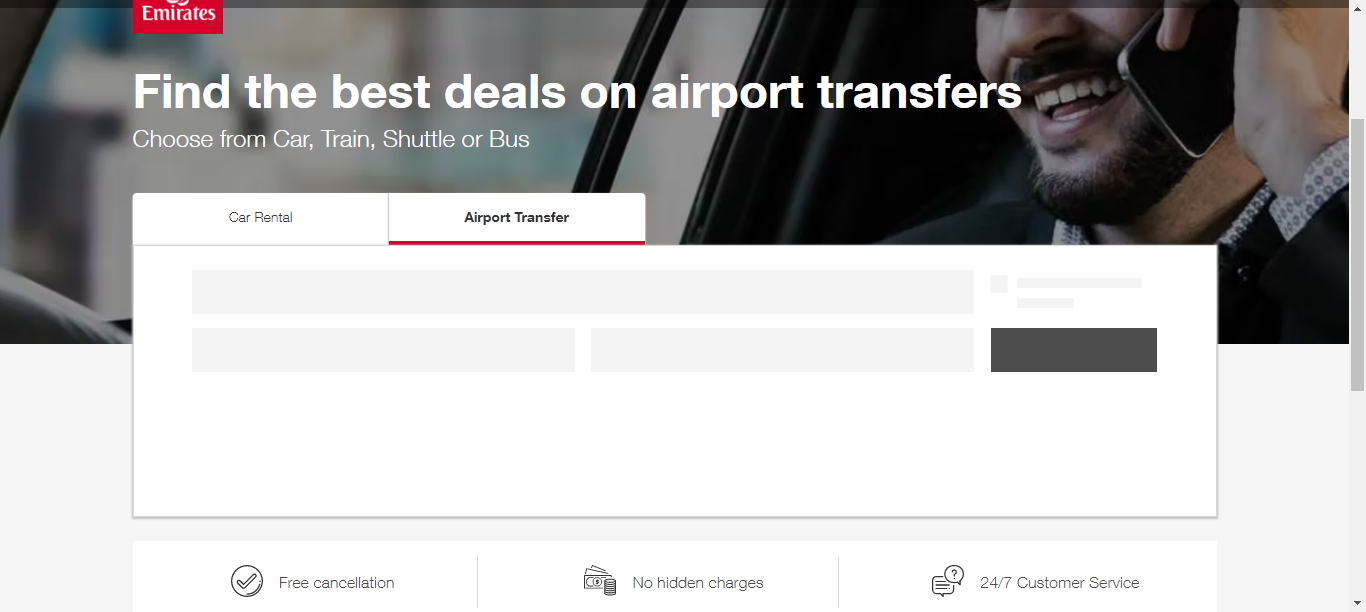 Emirates
Find the best deals on airport transfers
Choose from Car, Train, Shuttle or Bus
Car Rental
Airport Transfer
Free cancellation
No hidden charges
24/7 Customer Service